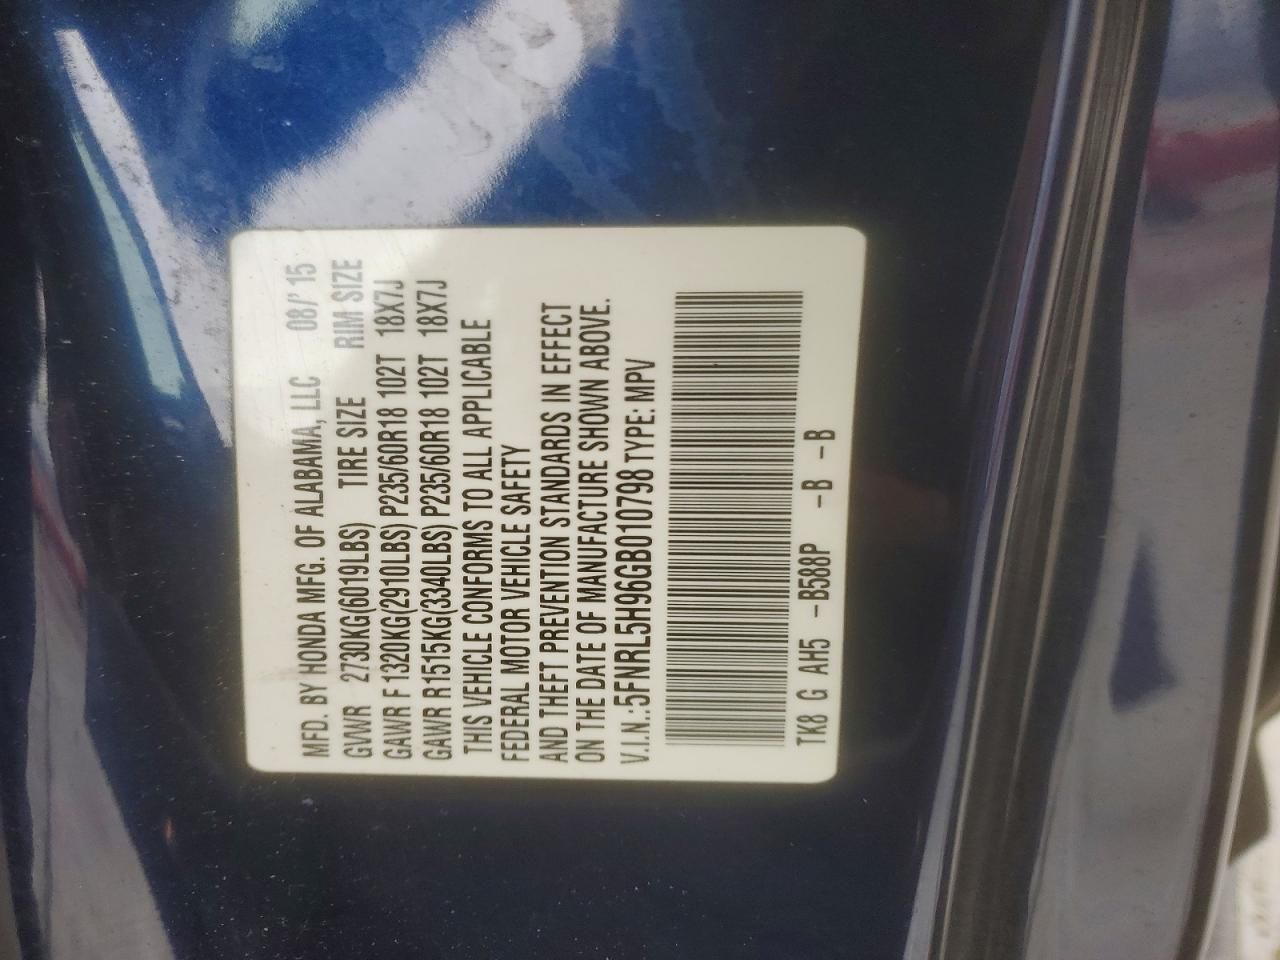 MFD. BY HONDA MFG. OF ALABAMA, LLC 08/' 15
GVWR 2730KG(6019LBS) TIRE SIZE RIM SIZE
GAWR F 1320KG(2910LBS) P235/60R18 102T 18X7J
GAWR R1515KG(3340LBS) P235/60R18 102T 18X7J
THIS VEHICLE CONFORMS TO ALL APPLICABLE
FEDERAL MOTOR VEHICLE SAFETY
AND THEFT PREVENTION STANDARDS IN EFFECT
ON THE DATE OF MANUFACTURE SHOWN ABOVE.
V.I.N.:5FNRL5H96GB010798 TYPE: MPV
TK8 G AH5 -B588P -B -B